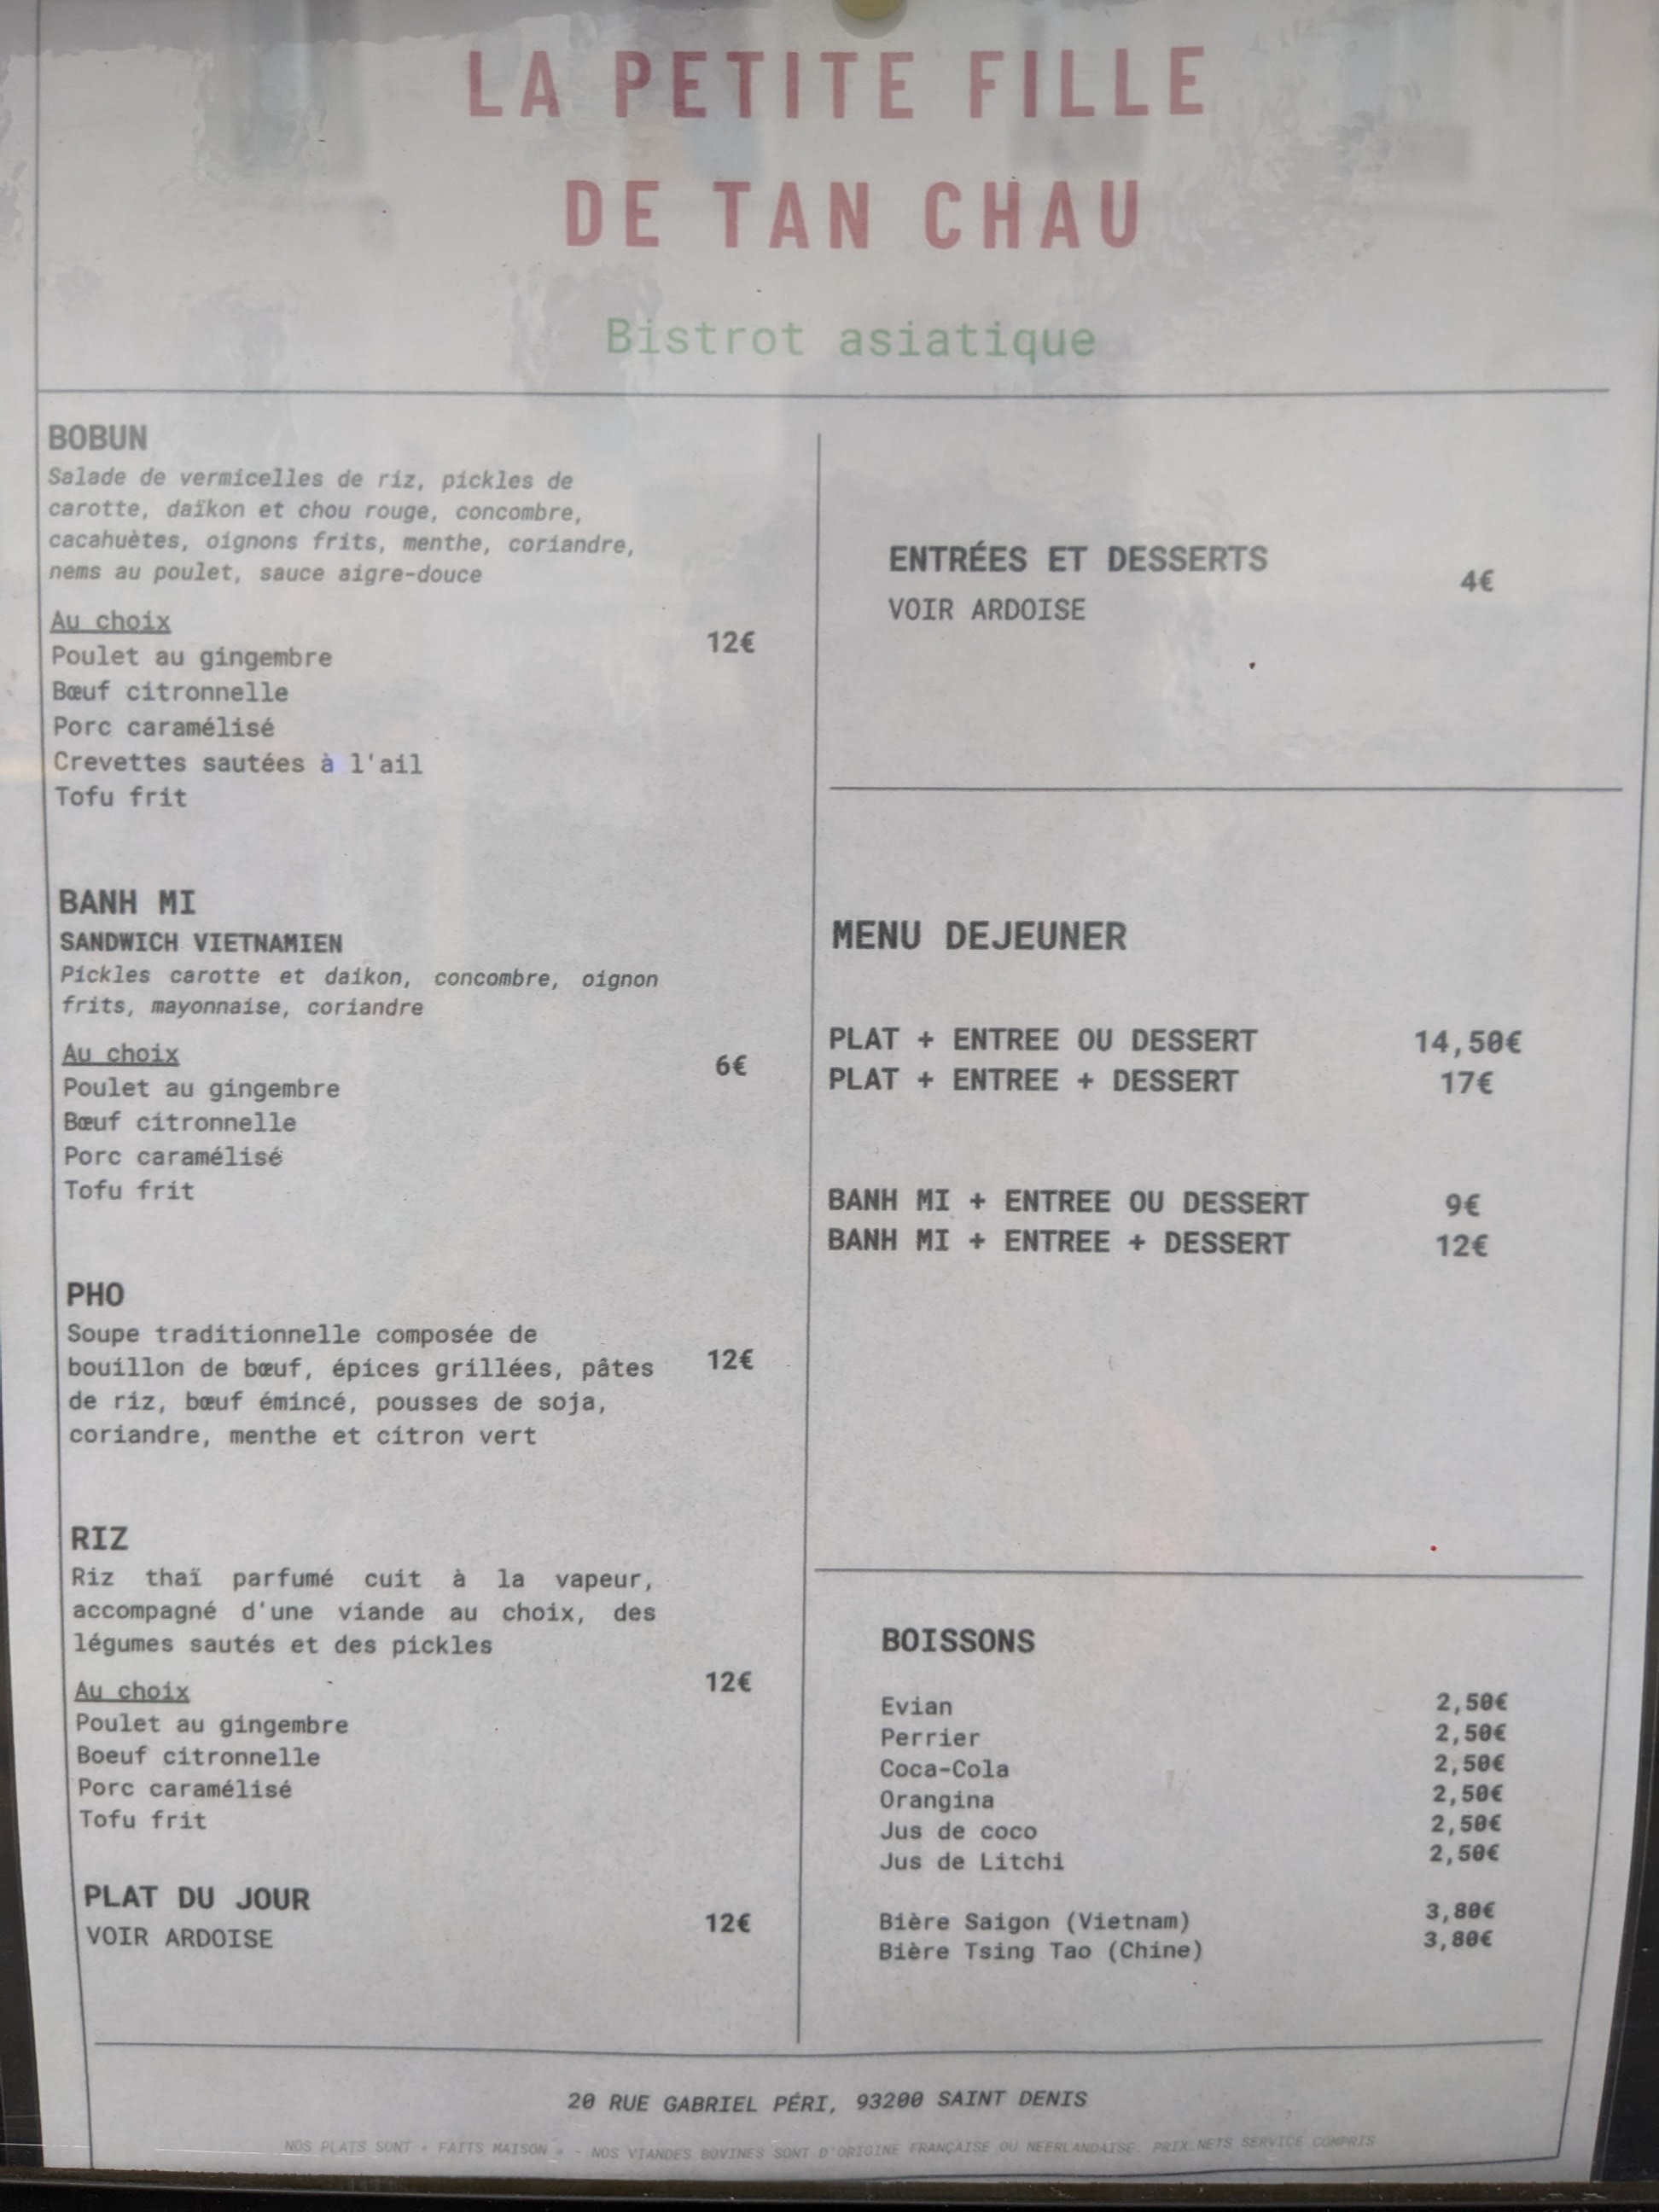 LA PETITE FILLE
DE TAN CHAU
Bistrot asiatique
BOBUN
Salade de vermicelles de riz, pickles de
carotte, daïkon et chou rouge, concombre,
cacahuètes, oignons frits, menthe, coriandre,
nems au poulet, sauce aigre-douce
Au choix
12€
Poulet au gingembre
Bœuf citronnelle
Porc caramélisé
Crevettes sautées à l'ail
Tofu frit
BANH MI
SANDWICH VIETNAMIEN
Pickles carotte et daikon, concombre, oignon
frits, mayonnaise, coriandre
Au choix
6€
Poulet au gingembre
Bœuf citronnelle
Porc caramélisé
Tofu frit
PHO
Soupe traditionnelle composée de
bouillon de bœuf, épices grillées, pâtes
12€
de riz, bœuf émincé, pousses de soja,
coriandre, menthe et citron vert
RIZ
Riz thaï parfumé cuit à la vapeur,
accompagné d'une viande au choix, des
légumes sautés et des pickles
12€
Au choix
Poulet au gingembre
Boeuf citronnelle
Porc caramélisé
Tofu frit
PLAT DU JOUR
12€
VOIR ARDOISE
ENTRÉES ET DESSERTS
4€
VOIR ARDOISE
MENU DEJEUNER
PLAT + ENTREE OU DESSERT 14,50€
PLAT + ENTREE + DESSERT 17€
BANH MI + ENTREE OU DESSERT 9€
BANH MI + ENTREE + DESSERT 12€
BOISSONS
Evian 2,50€
Perrier 2,50€
Coca-Cola 2,50€
Orangina 2,50€
Jus de coco 2,50€
Jus de Litchi 2,50€
Bière Saigon (Vietnam) 3,80€
Bière Tsing Tao (Chine) 3,80€
20 RUE GABRIEL PÉRI, 93200 SAINT DENIS
NOS PLATS SONT « FAITS MAISON » - NOS VIANDES BOVINES SONT D'ORIGINE FRANÇAISE OU NEERLANDAISE. PRIX NETS SERVICE COMPRIS